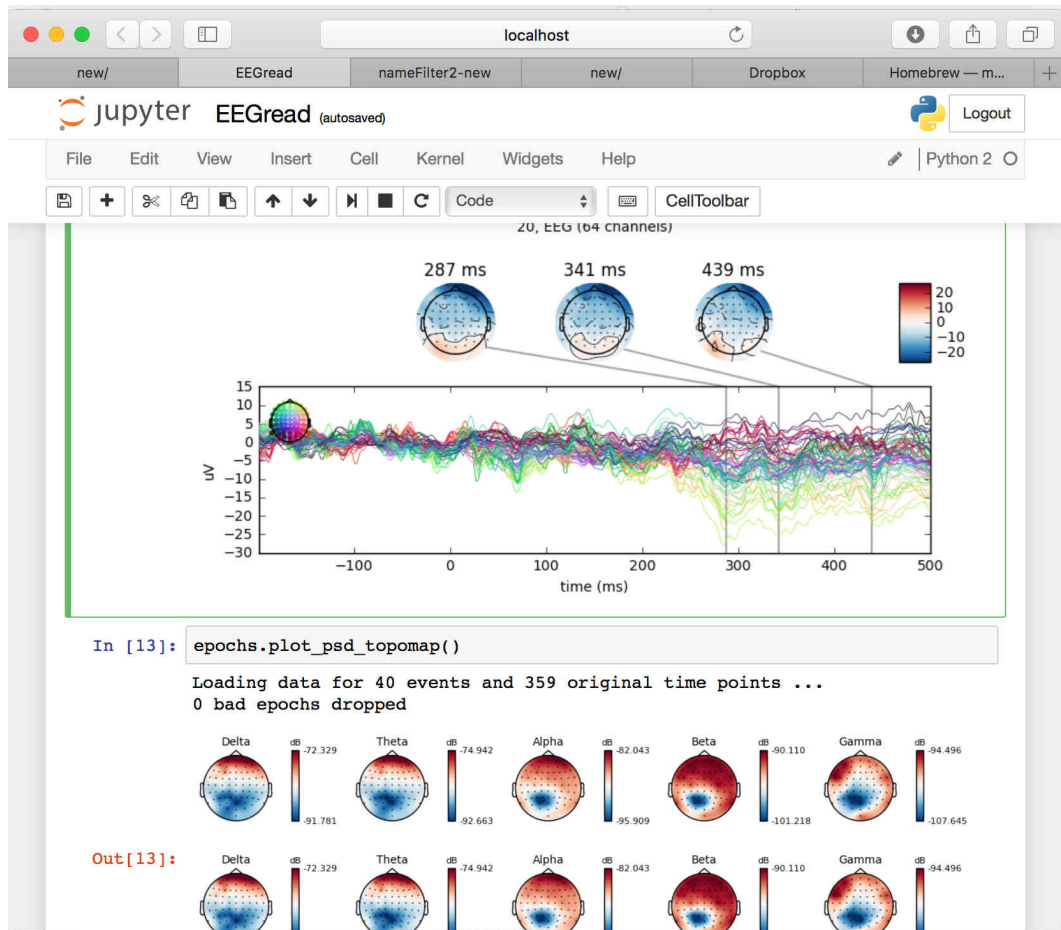 localhost
new/ EEGread nameFilter2-new new/ Dropbox Homebrew — m... +
jupyter EEGread (autosaved) Logout
File Edit View Insert Cell Kernel Widgets Help Python 2
Code CellToolbar
20, EEG (64 channels)
287 ms 341 ms 439 ms
20
10
0
−10
−20
15
10
5
0
−5
−10
−15
−20
−25
−30
uV
−100 0 100 200 300 400 500
time (ms)
In [13]: epochs.plot_psd_topomap()
Loading data for 40 events and 359 original time points ...
0 bad epochs dropped
Delta dB Theta dB Alpha dB Beta dB Gamma dB
-72.329 -74.942 -82.043 -90.110 -94.496
-91.781 -92.663 -95.909 -101.218 -107.645
Out[13]: Delta dB Theta dB Alpha dB Beta dB Gamma dB
-72.329 -74.942 -82.043 -90.110 -94.496